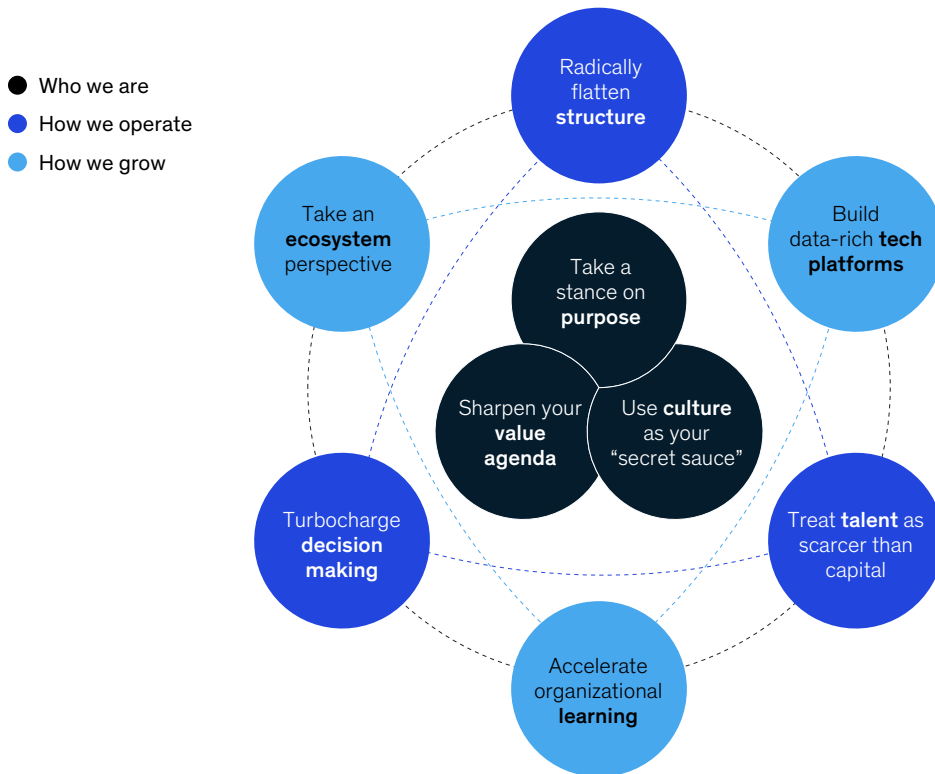 Who we are
How we operate
How we grow
Radically
flatten
structure
Take an
ecosystem
perspective
Build
data-rich tech
platforms
Take a
stance on
purpose
Sharpen your
value
agenda
Use culture
as your
“secret sauce”
Turbocharge
decision
making
Treat talent as
scarcer than
capital
Accelerate
organizational
learning